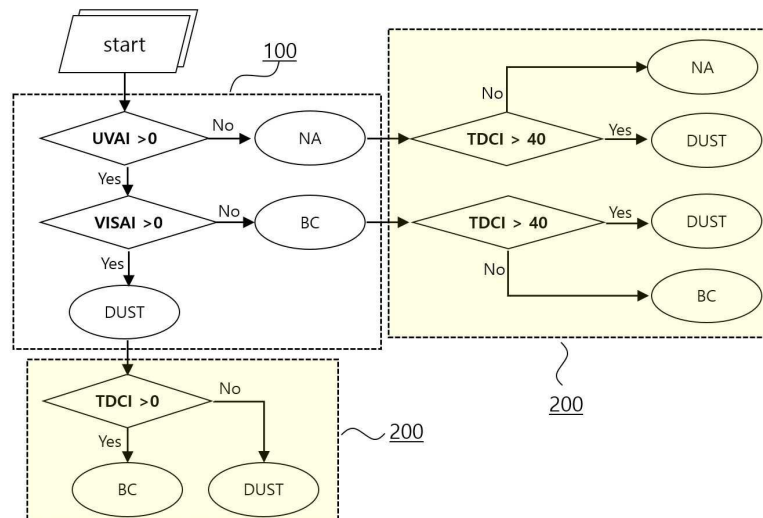 start
100
UVAI >0
No
NA
TDCI > 40
No
NA
Yes
DUST
Yes
VISAI >0
No
BC
TDCI > 40
Yes
DUST
No
BC
Yes
DUST
200
TDCI >0
No
Yes
BC
DUST
200